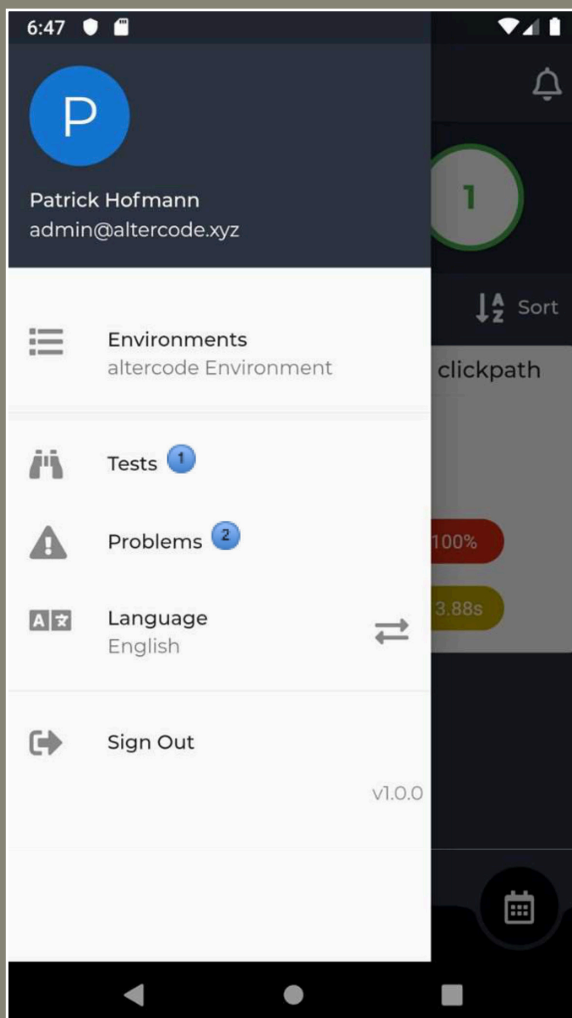 6:47
P
Patrick Hofmann
admin@altercode.xyz
1
Sort
Environments
altercode Environment
clickpath
Tests 1
Problems 2
100%
Language
English
3.88s
Sign Out
v1.0.0